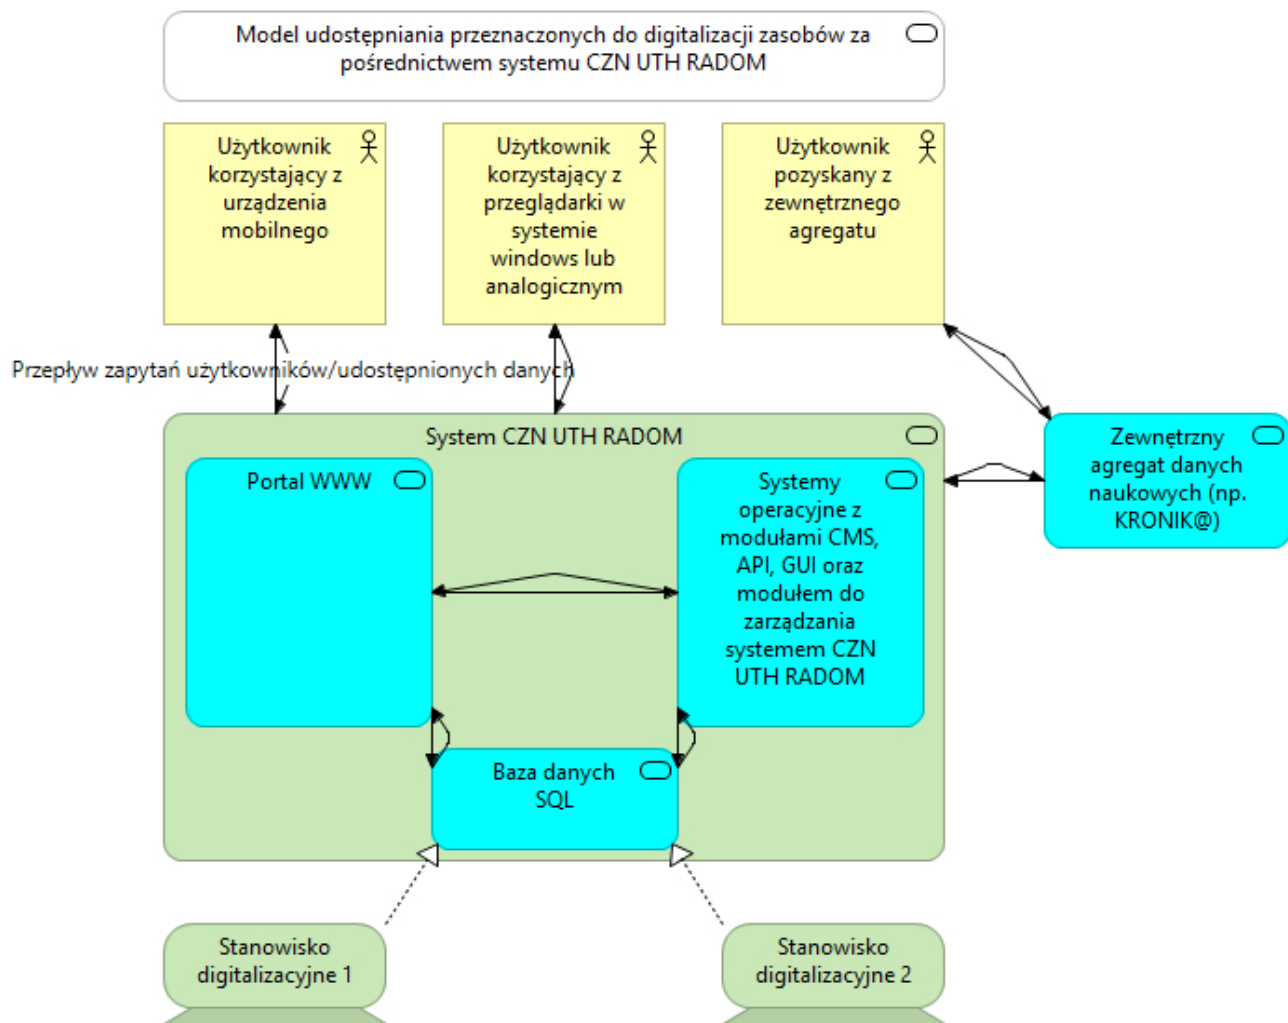 Model udostępniania przeznaczonych do digitalizacji zasobów za
pośrednictwem systemu CZN UTH RADOM
Użytkownik
korzystający z
urządzenia
mobilnego
Użytkownik
korzystający z
przeglądarki w
systemie
windows lub
analogicznym
Użytkownik
pozyskany z
zewnętrznego
agregatu
Przepływ zapytań użytkowników/udostępnionych danych
System CZN UTH RADOM
Zewnętrzny
agregat danych
naukowych (np.
KRONIK@)
Portal WWW
Systemy
operacyjne z
modułami CMS,
API, GUI oraz
modułem do
zarządzania
systemem CZN
UTH RADOM
Baza danych
SQL
Stanowisko
digitalizacyjne 1
Stanowisko
digitalizacyjne 2